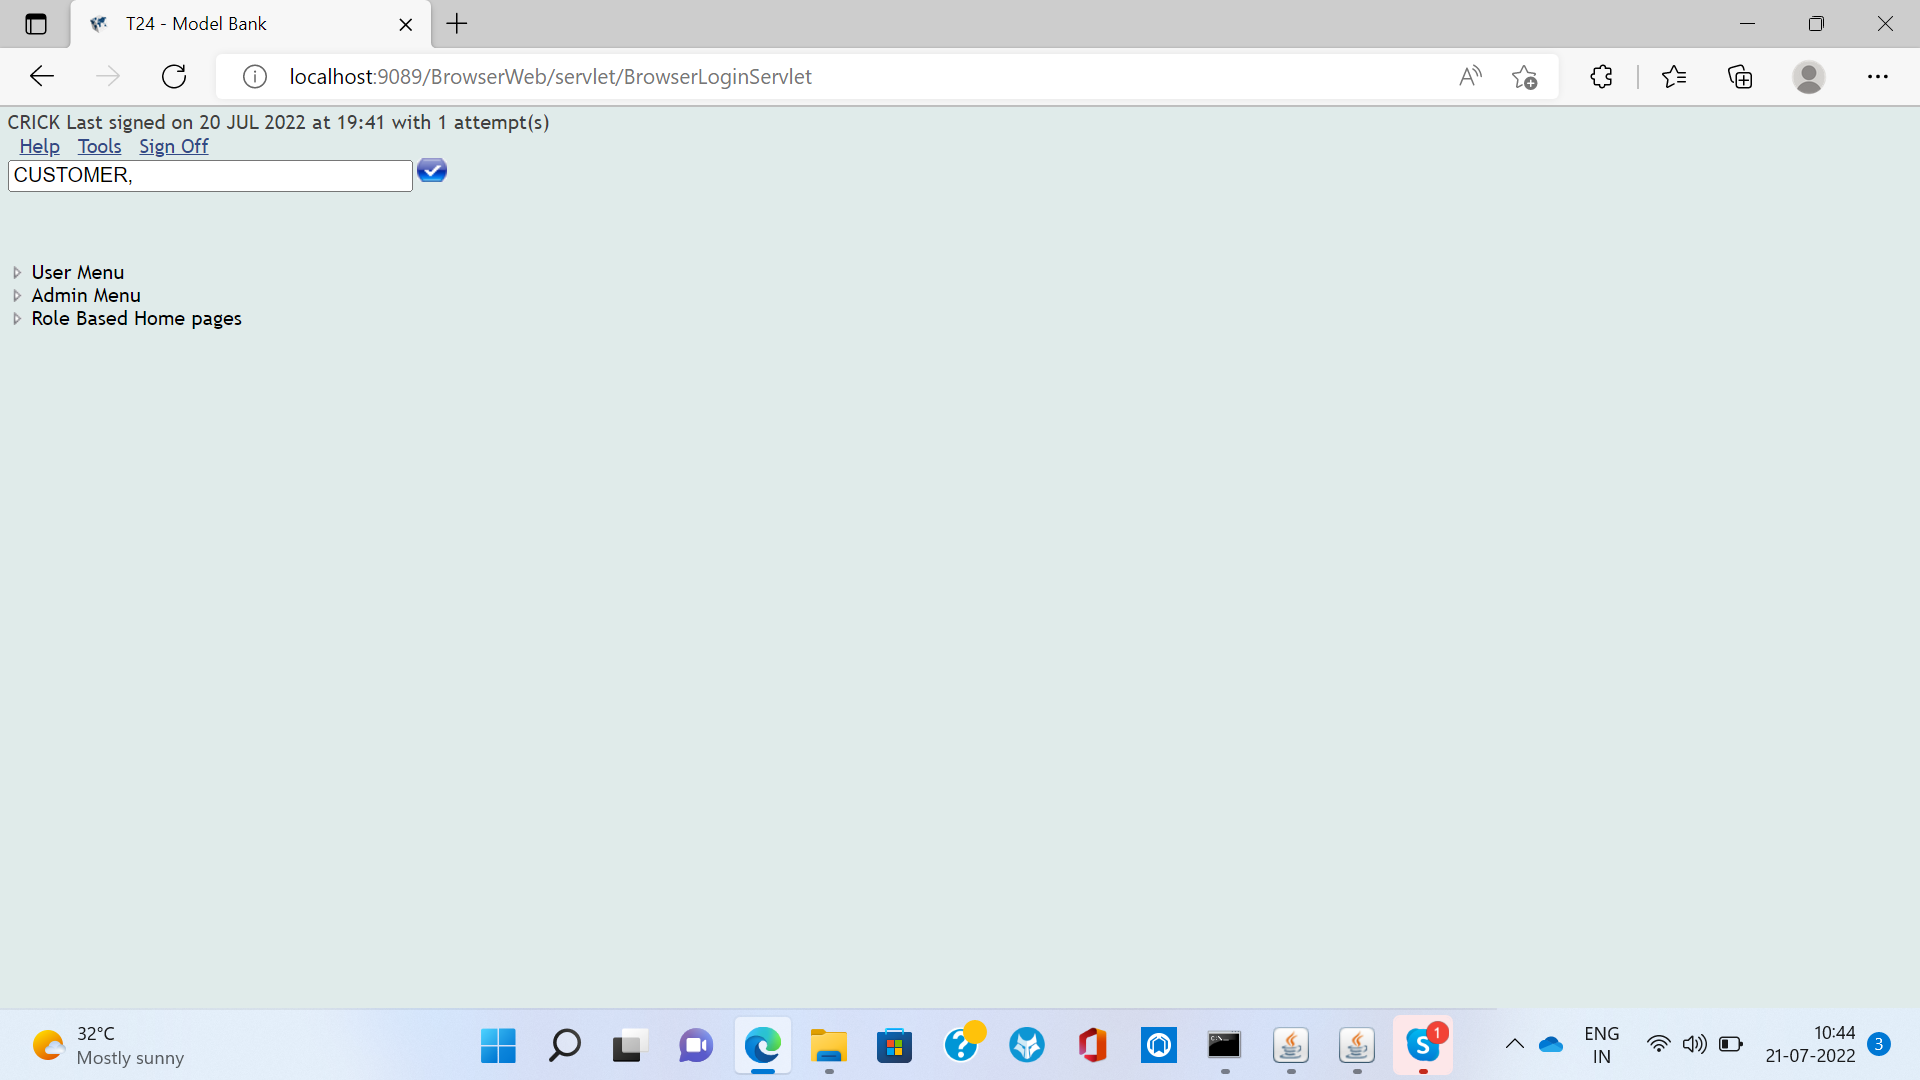 T24 - Model Bank
localhost:9089/BrowserWeb/servlet/BrowserLoginServlet
CRICK Last signed on 20 JUL 2022 at 19:41 with 1 attempt(s)
Help Tools Sign Off
CUSTOMER,
User Menu
Admin Menu
Role Based Home pages
32°C
Mostly sunny
1
ENG
IN
10:44
21-07-2022
3